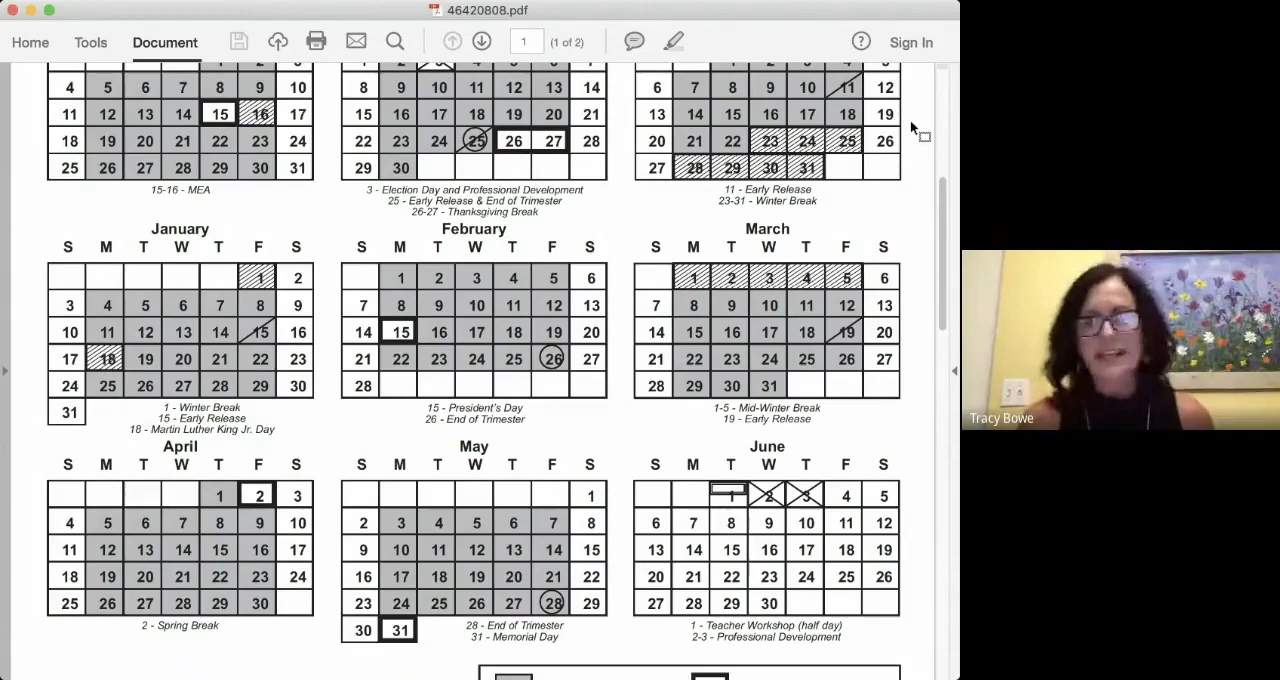 46420808.pdf
Home Tools Document 1 (1 of 2) Sign In
4 5 6 7 8 9 10
11 12 13 14 15 16 17
18 19 20 21 22 23 24
25 26 27 28 29 30 31
15-16 - MEA
8 9 10 11 12 13 14
15 16 17 18 19 20 21
22 23 24 25 26 27 28
29 30
3 - Election Day and Professional Development
25 - Early Release & End of Trimester
26-27 - Thanksgiving Break
6 7 8 9 10 11 12
13 14 15 16 17 18 19
20 21 22 23 24 25 26
27 28 29 30 31
11 - Early Release
23-31 - Winter Break
January
S M T W T F S
1 2
3 4 5 6 7 8 9
10 11 12 13 14 15 16
17 18 19 20 21 22 23
24 25 26 27 28 29 30
31
1 - Winter Break
15 - Early Release
18 - Martin Luther King Jr. Day
February
S M T W T F S
1 2 3 4 5 6
7 8 9 10 11 12 13
14 15 16 17 18 19 20
21 22 23 24 25 26 27
28
15 - President's Day
26 - End of Trimester
March
S M T W T F S
1 2 3 4 5 6
7 8 9 10 11 12 13
14 15 16 17 18 19 20
21 22 23 24 25 26 27
28 29 30 31
1-5 - Mid-Winter Break
19 - Early Release
April
S M T W T F S
1 2 3
4 5 6 7 8 9 10
11 12 13 14 15 16 17
18 19 20 21 22 23 24
25 26 27 28 29 30
2 - Spring Break
May
S M T W T F S
1
2 3 4 5 6 7 8
9 10 11 12 13 14 15
16 17 18 19 20 21 22
23 24 25 26 27 28 29
30 31
28 - End of Trimester
31 - Memorial Day
June
S M T W T F S
1 2 3 4 5
6 7 8 9 10 11 12
13 14 15 16 17 18 19
20 21 22 23 24 25 26
27 28 29 30
1 - Teacher Workshop (half day)
2-3 - Professional Development
Tracy Bowe